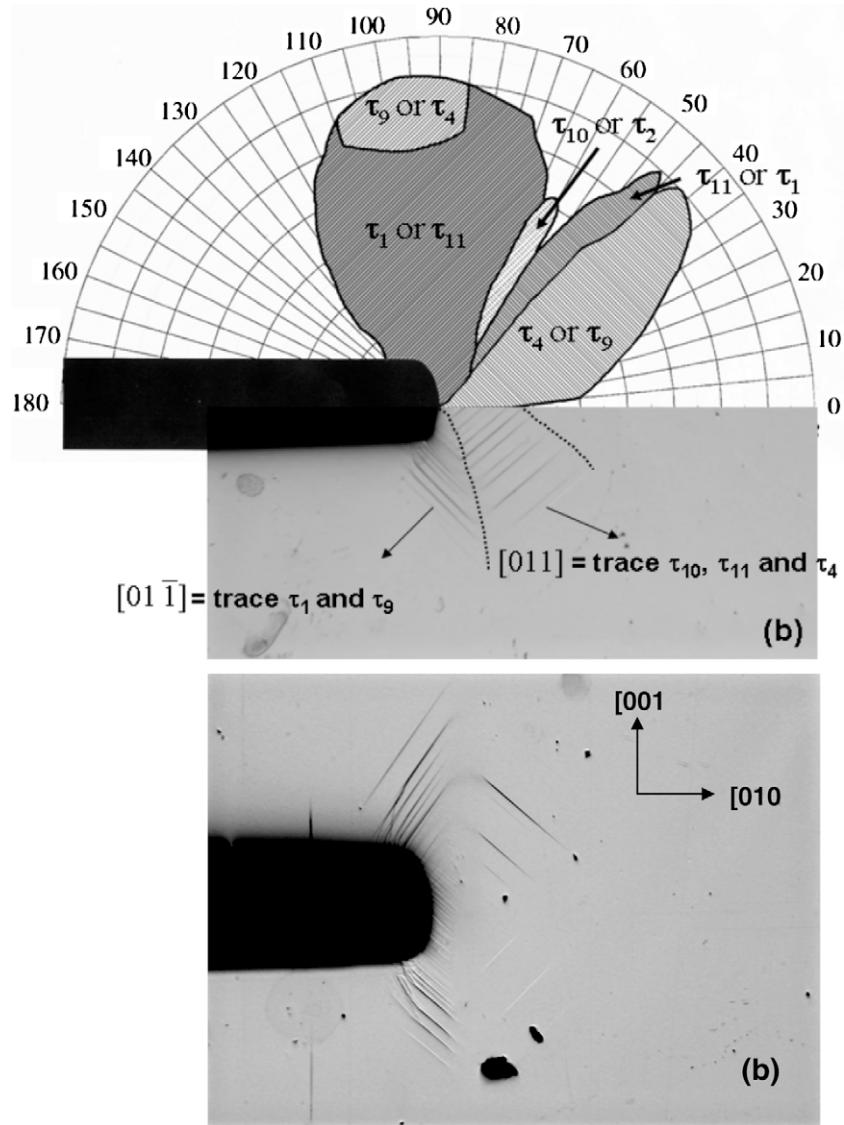 90
100
80
110
70
120
60
130
50
140
40
150
30
160
20
170
10
180
0
τ9 or τ4
τ10 or τ2
τ11 or τ1
τ1 or τ11
τ4 or τ9
[011] = trace τ10, τ11 and τ4
[01 1̅] = trace τ1 and τ9
(b)
[001
[010
(b)